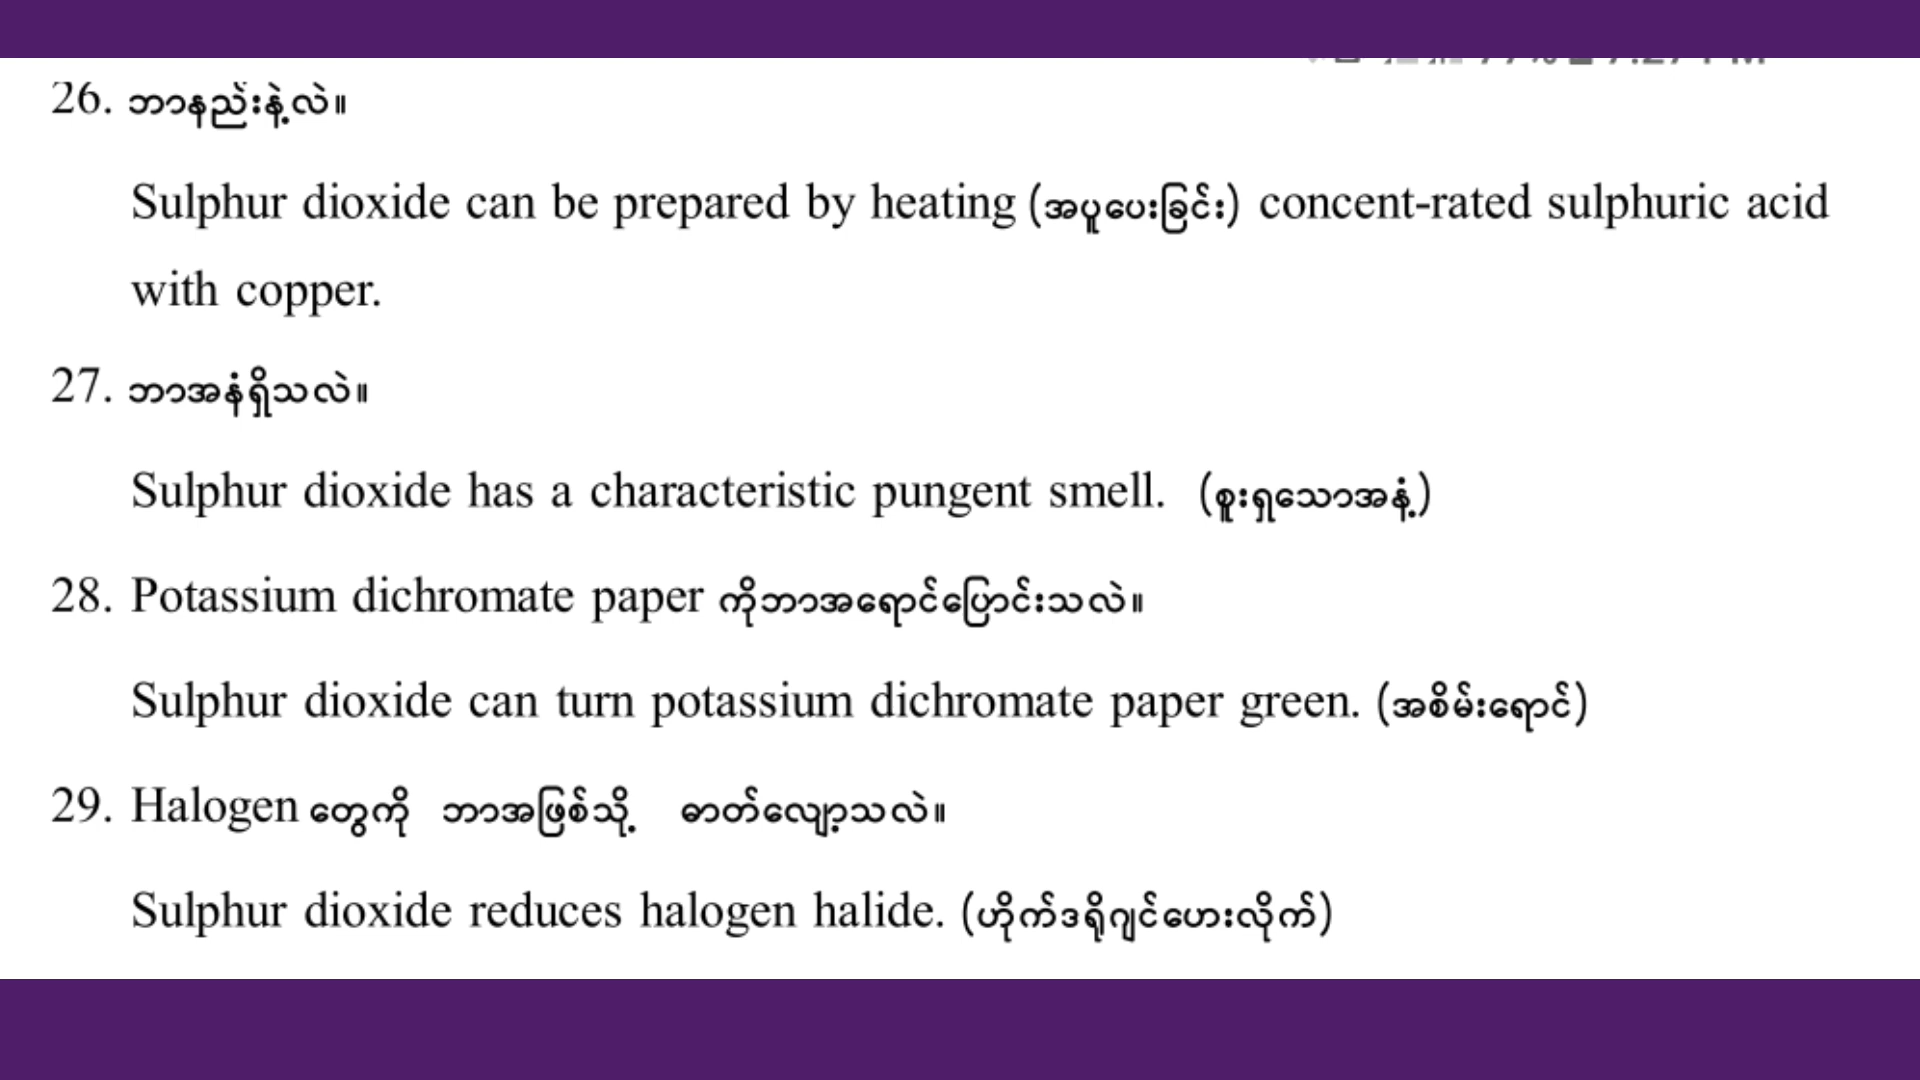 26. ဘာနည်းနဲ့လဲ။
Sulphur dioxide can be prepared by heating (အပူပေးခြင်း) concent-rated sulphuric acid
with copper.
27. ဘာအနံရှိသလဲ။
Sulphur dioxide has a characteristic pungent smell. (စူးရှသောအနံ့)
28. Potassium dichromate paper ကိုဘာအရောင်ပြောင်းသလဲ။
Sulphur dioxide can turn potassium dichromate paper green. (အစိမ်းရောင်)
29. Halogen တွေကို ဘာအဖြစ်သို့ ဓာတ်လျော့သလဲ။
Sulphur dioxide reduces halogen halide. (ဟိုက်ဒရိုဂျင်ဟေးလိုက်)